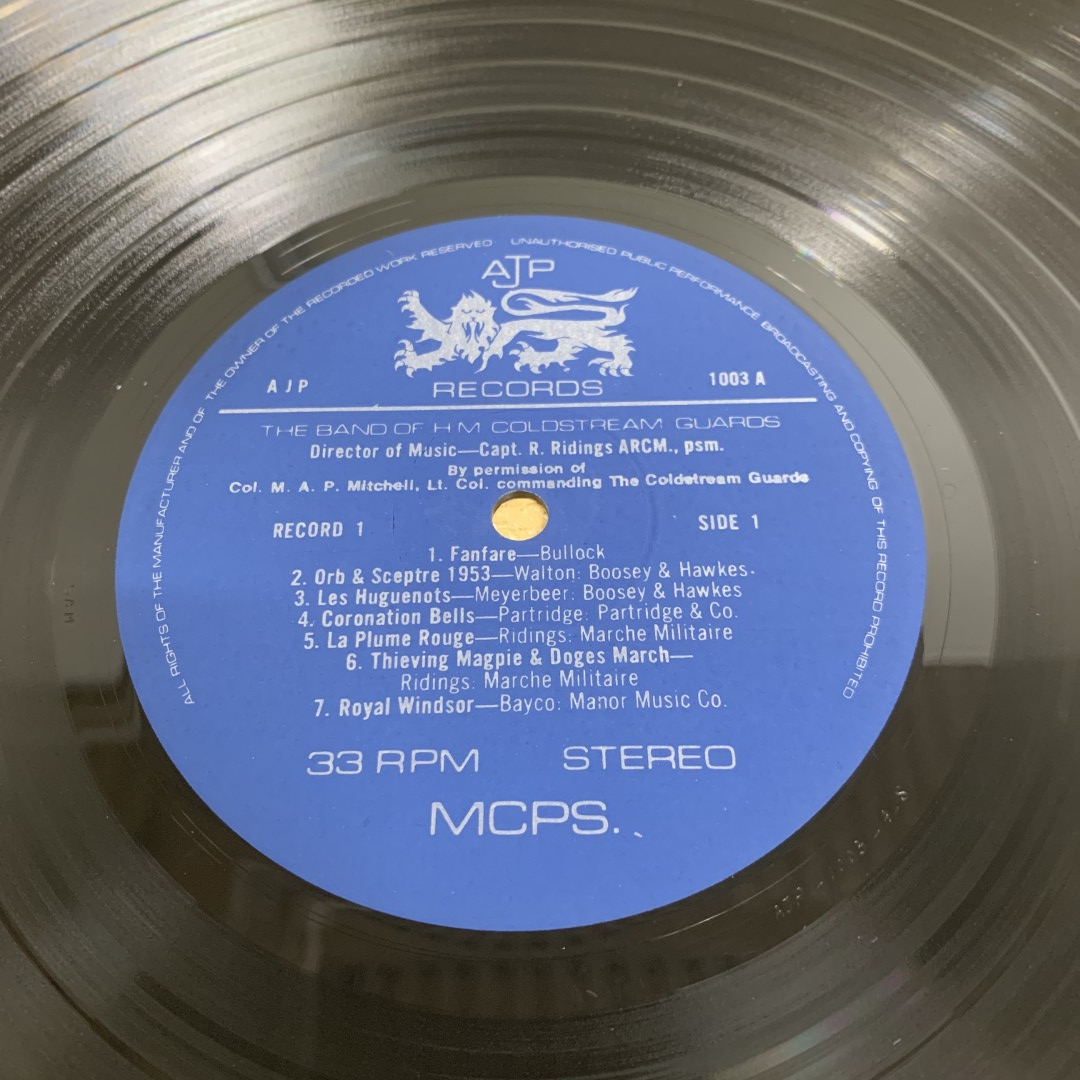 ALL RIGHTS OF THE MANUFACTURER AND OF THE OWNER OF THE RECORDED WORK RESERVED UNAUTHORISED PUBLIC PERFORMANCE BROADCASTING AND COPYING OF THIS RECORD PROHIBITED
AJP
RECORDS
A J P 1003 A
THE BAND OF H M COLDSTREAM GUARDS
Director of Music—Capt. R. Ridings ARCM., psm.
By permission of
Col. M. A. P. Mitchell, Lt. Col. commanding The Coldstream Guards
RECORD 1 SIDE 1
1. Fanfare—Bullock
2. Orb & Sceptre 1953—Walton: Boosey & Hawkes.
3. Les Huguenots—Meyerbeer: Boosey & Hawkes
4. Coronation Bells—Partridge: Partridge & Co.
5. La Plume Rouge—Ridings: Marche Militaire
6. Thieving Magpie & Doges March—
Ridings: Marche Militaire
7. Royal Windsor—Bayco: Manor Music Co.
33 RPM STEREO
MCPS.